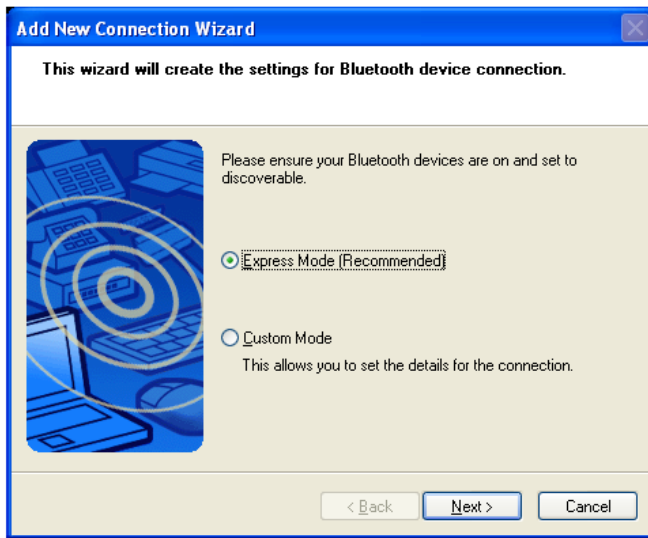 Add New Connection Wizard
This wizard will create the settings for Bluetooth device connection.
Please ensure your Bluetooth devices are on and set to
discoverable.
Express Mode (Recommended)
Custom Mode
This allows you to set the details for the connection.
< Back
Next >
Cancel